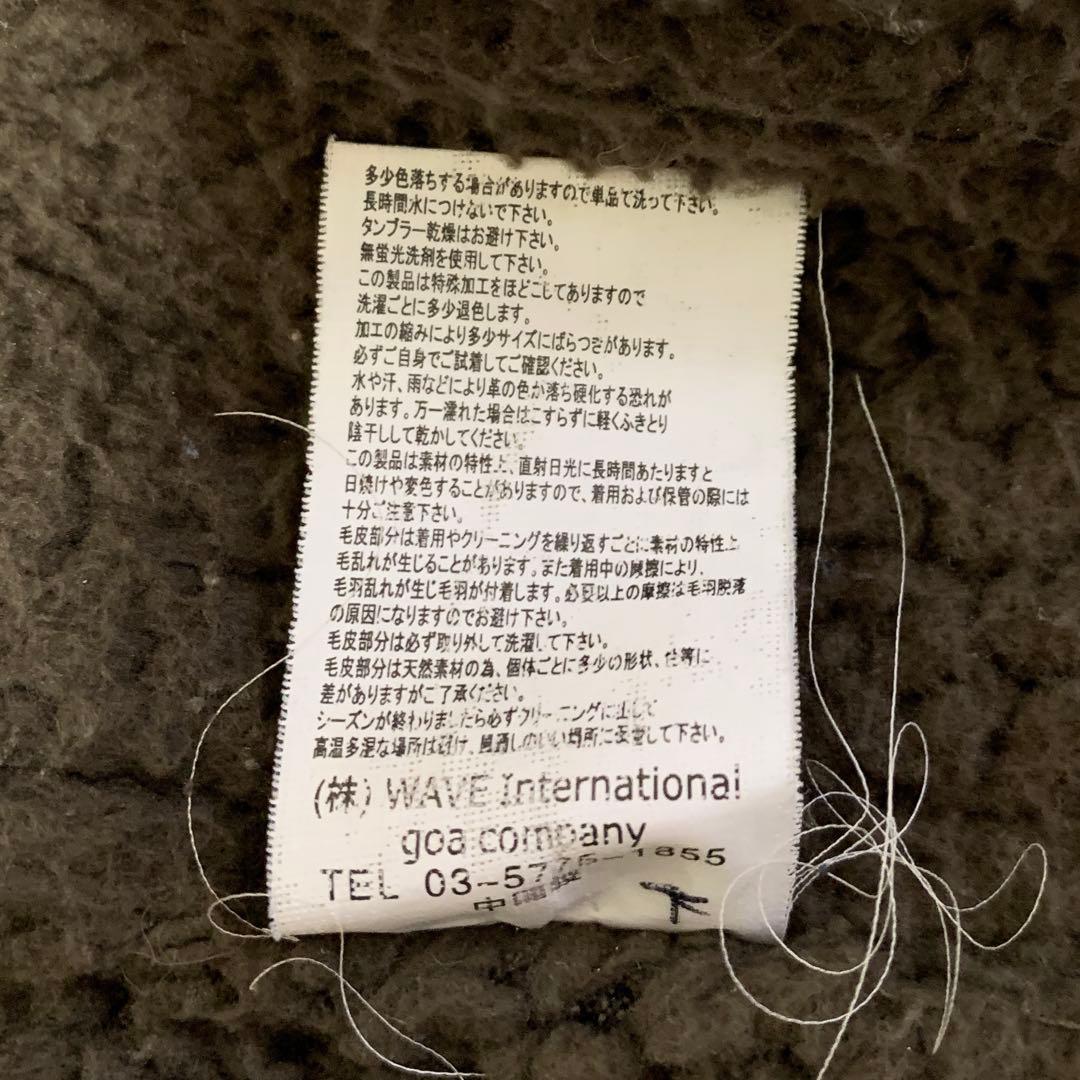 多少色落ちする場合がありますので単品で洗って下さい。
長時間水につけないで下さい。
タンブラー乾燥はお避け下さい。
無蛍光洗剤を使用して下さい。
この製品は特殊加工をほどこしてありますので
洗濯ごとに多少退色します。
加工の縮みにより多少サイズにばらつきがあります。
必ずご自身でご試着してご確認ください。
水や汗、雨などにより革の色が落ち硬化する恐れが
あります。万一濡れた場合はこすらずに軽くふきとり
陰干しして乾かしてください。
この製品は素材の特性上、直射日光に長時間あたりますと
日焼けや変色することがありますので、着用および保管の際には
十分ご注意下さい。
毛皮部分は着用やクリーニングを繰り返すごとに素材の特性上
毛乱れが生じることがあります。また着用中の摩擦により、
毛羽乱れが生じ毛羽が付着します。必要以上の摩擦は毛羽脱落
の原因になりますのでお避け下さい。
毛皮部分は必ず取り外して洗濯して下さい。
毛皮部分は天然素材の為、個体ごとに多少の形状、色等に
差がありますがご了承ください。
シーズンが終わりましたら必ずクリーニングに出して
高温多湿な場所は避け、風通しのいい場所に保管して下さい。
(株) WAVE International
goa company
TEL 03-5775-1855
中国製